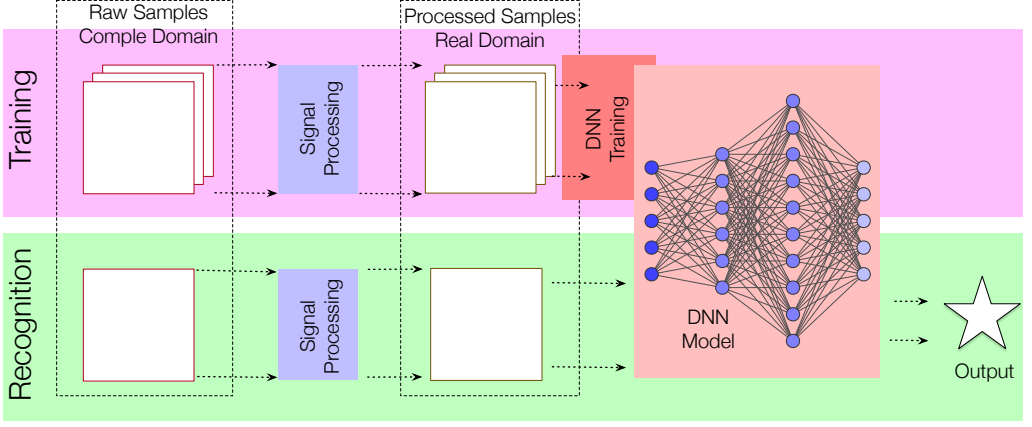 Raw Samples
Comple Domain
Processed Samples
Real Domain
Training
Signal
Processing
DNN
Training
Recognition
Signal
Processing
DNN
Model
Output